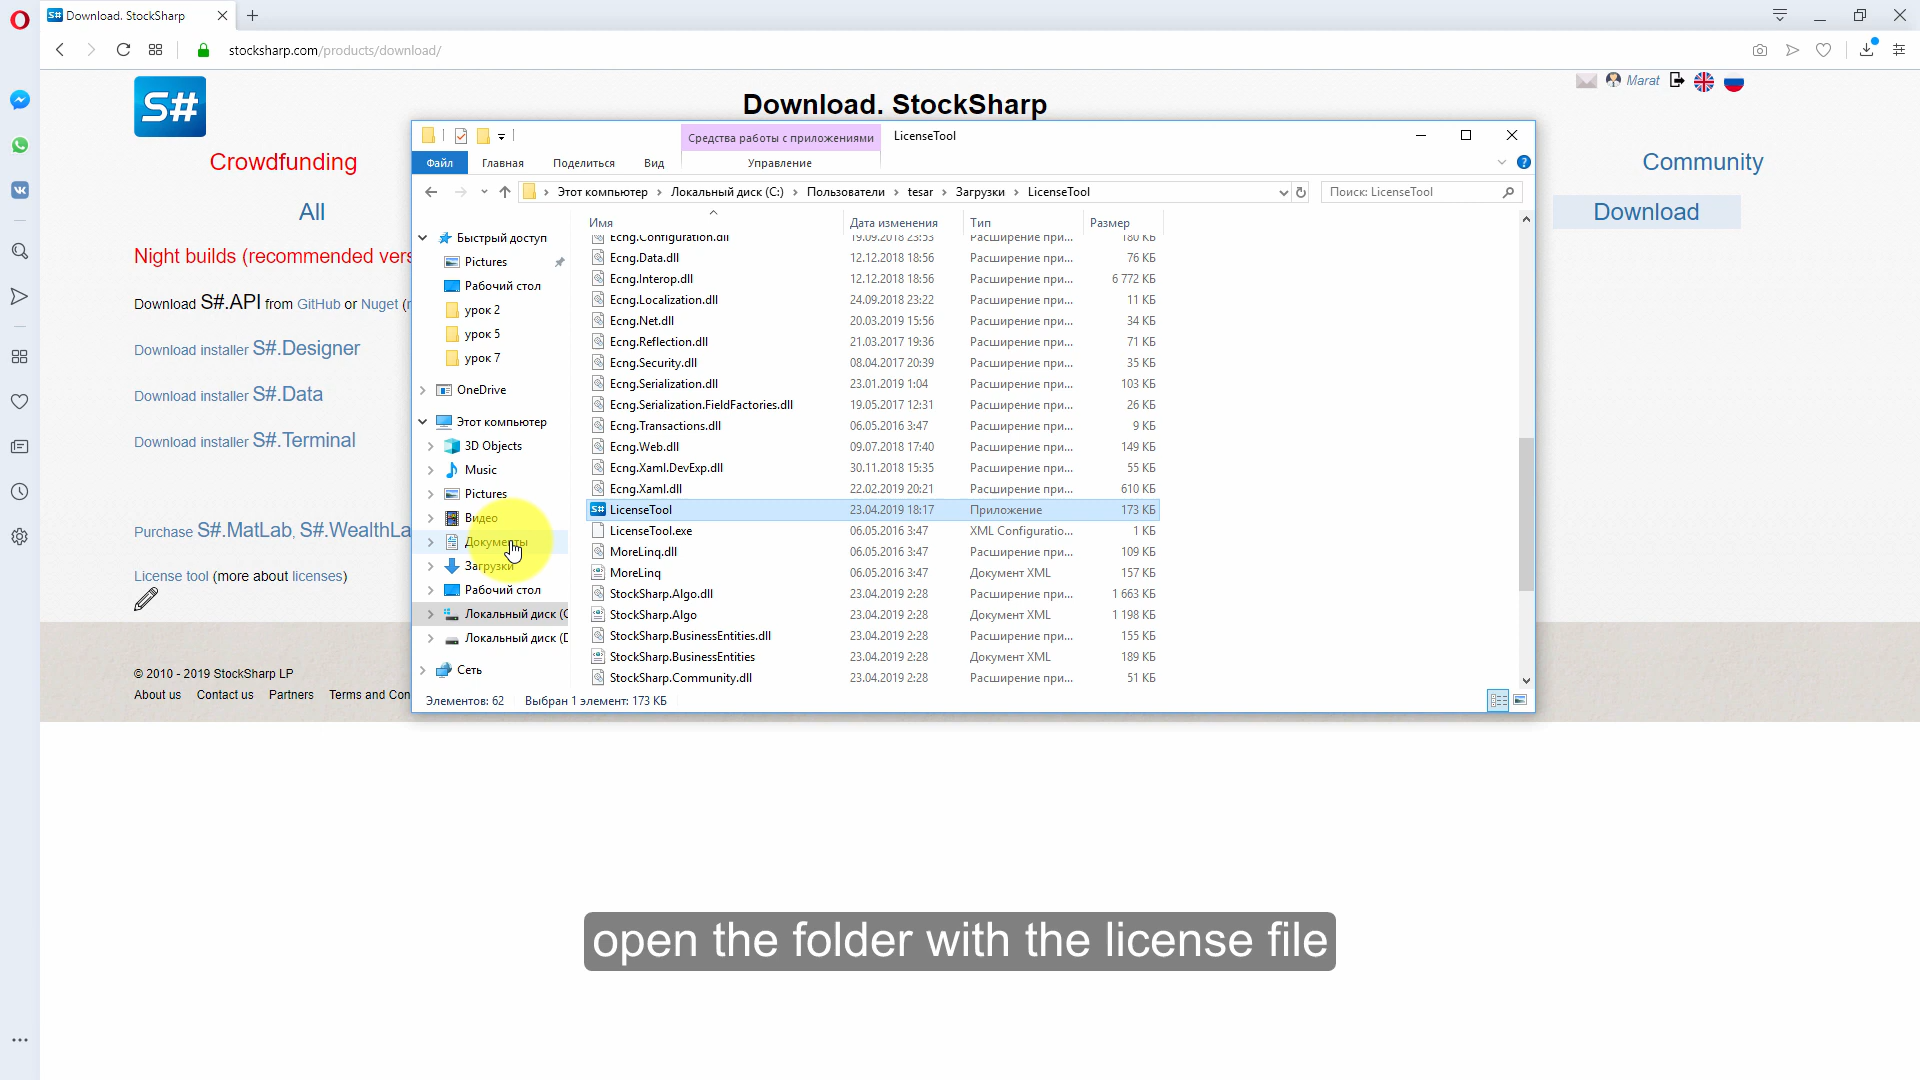 Download. StockSharp
stocksharp.com/products/download/
S#
Download. StockSharp
Marat
Crowdfunding
Community
All
Download
Night builds (recommended vers
Download S#.API from GitHub or Nuget (r
Download installer S#.Designer
Download installer S#.Data
Download installer S#.Terminal
Purchase S#.MatLab, S#.WealthLa
License tool (more about licenses)
© 2010 - 2019 StockSharp LP
About us Contact us Partners Terms and Con
Средства работы с приложениями LicenseTool
Файл Главная Поделиться Вид Управление
Этот компьютер Локальный диск (C:) Пользователи tesar Загрузки LicenseTool
Поиск: LicenseTool
Быстрый доступ
Pictures
Рабочий стол
урок 2
урок 5
урок 7
OneDrive
Этот компьютер
3D Objects
Music
Pictures
Видео
Документы
Загрузки
Рабочий стол
Локальный диск (C
Локальный диск (D
Сеть
Имя Дата изменения Тип Размер
Ecng.Configuration.dll 19.09.2018 23:53 Расширение при... 180 КБ
Ecng.Data.dll 12.12.2018 18:56 Расширение при... 76 КБ
Ecng.Interop.dll 12.12.2018 18:56 Расширение при... 6 772 КБ
Ecng.Localization.dll 24.09.2018 23:22 Расширение при... 11 КБ
Ecng.Net.dll 20.03.2019 15:56 Расширение при... 34 КБ
Ecng.Reflection.dll 21.03.2017 19:36 Расширение при... 71 КБ
Ecng.Security.dll 08.04.2017 20:39 Расширение при... 35 КБ
Ecng.Serialization.dll 23.01.2019 1:04 Расширение при... 103 КБ
Ecng.Serialization.FieldFactories.dll 19.05.2017 12:31 Расширение при... 26 КБ
Ecng.Transactions.dll 06.05.2016 3:47 Расширение при... 9 КБ
Ecng.Web.dll 09.07.2018 17:40 Расширение при... 149 КБ
Ecng.Xaml.DevExp.dll 30.11.2018 15:35 Расширение при... 55 КБ
Ecng.Xaml.dll 22.02.2019 20:21 Расширение при... 610 КБ
LicenseTool 23.04.2019 18:17 Приложение 173 КБ
LicenseTool.exe 06.05.2016 3:47 XML Configuratio... 1 КБ
MoreLinq.dll 06.05.2016 3:47 Расширение при... 109 КБ
MoreLinq 06.05.2016 3:47 Документ XML 157 КБ
StockSharp.Algo.dll 23.04.2019 2:28 Расширение при... 1 663 КБ
StockSharp.Algo 23.04.2019 2:28 Документ XML 1 198 КБ
StockSharp.BusinessEntities.dll 23.04.2019 2:28 Расширение при... 155 КБ
StockSharp.BusinessEntities 23.04.2019 2:28 Документ XML 189 КБ
StockSharp.Community.dll 23.04.2019 2:28 Расширение при... 51 КБ
Элементов: 62 Выбран 1 элемент: 173 КБ
open the folder with the license file